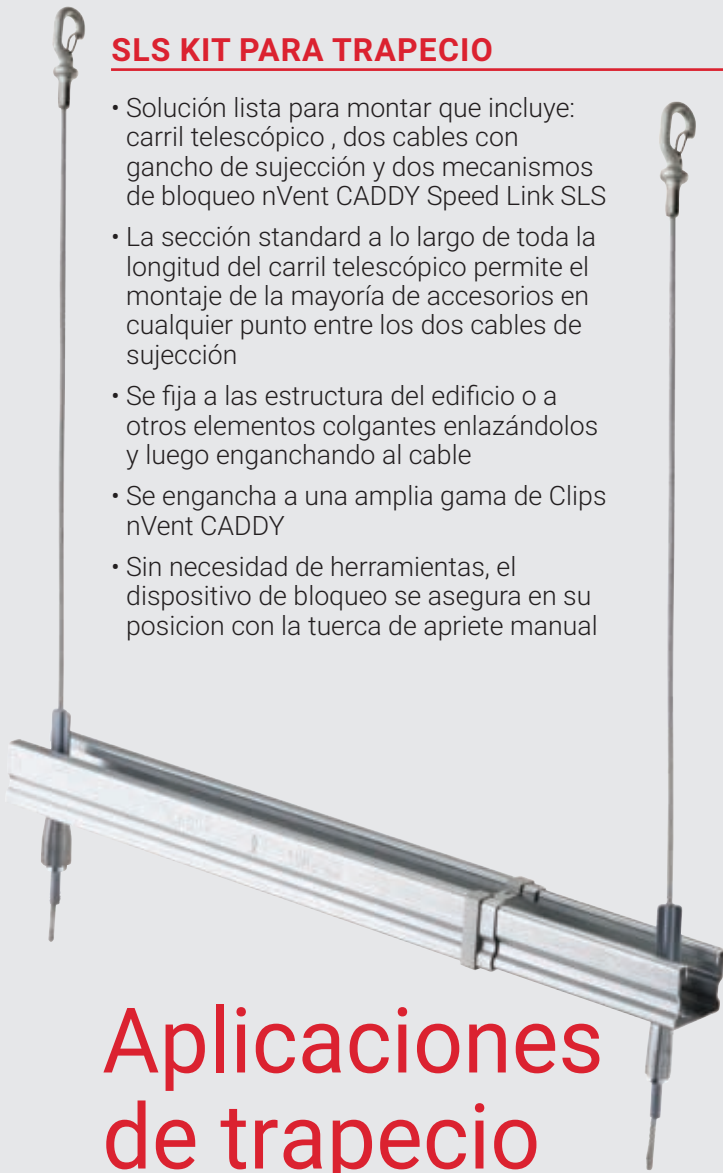 SLS KIT PARA TRAPECIO
• Solución lista para montar que incluye:
carril telescópico , dos cables con
gancho de sujección y dos mecanismos
de bloqueo nVent CADDY Speed Link SLS
• La sección standard a lo largo de toda la
longitud del carril telescópico permite el
montaje de la mayoría de accesorios en
cualquier punto entre los dos cables de
sujección
• Se fija a las estructura del edificio o a
otros elementos colgantes enlazándolos
y luego enganchando al cable
• Se engancha a una amplia gama de Clips
nVent CADDY
• Sin necesidad de herramientas, el
dispositivo de bloqueo se asegura en su
posicion con la tuerca de apriete manual
Aplicaciones
de trapecio